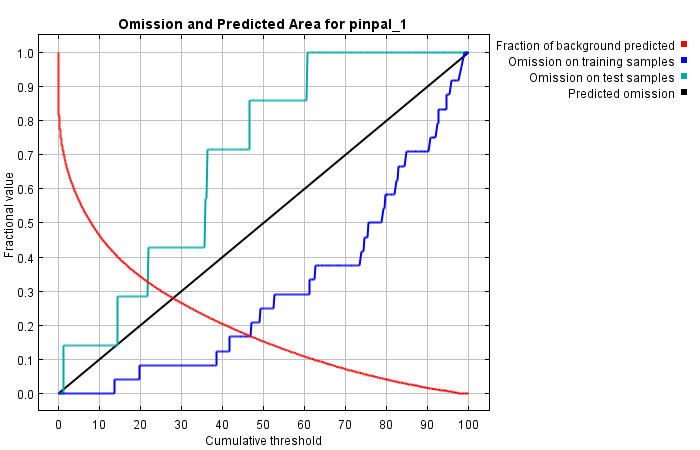 Omission and Predicted Area for pinpal_1
Fraction of background predicted
Omission on training samples
Omission on test samples
Predicted omission
Fractional value
1.0
0.9
0.8
0.7
0.6
0.5
0.4
0.3
0.2
0.1
0.0
0 10 20 30 40 50 60 70 80 90 100
Cumulative threshold